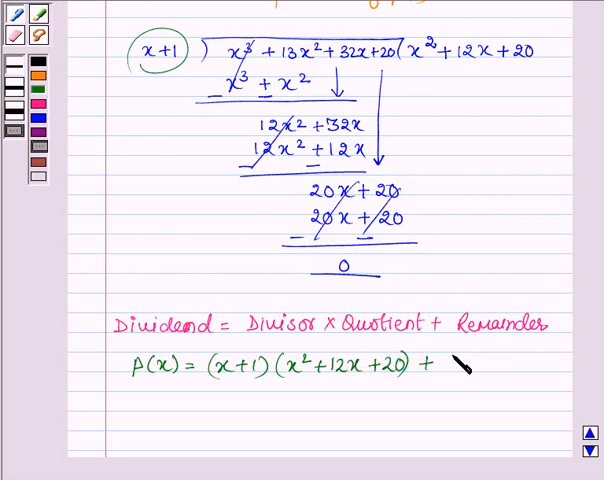 x+1 ) x³ + 13x² + 32x + 20 ( x² + 12x + 20
x³ + x²
12x² + 32x
12x² + 12x
20x + 20
20x + 20
0
Dividend = Divisor × Quotient + Remainder
P(x) = (x+1) (x² + 12x + 20) +